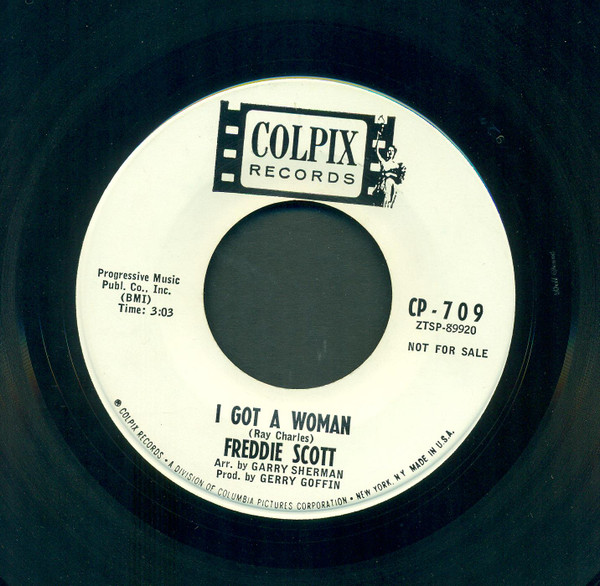 COLPIX
RECORDS
Progressive Music
Publ. Co., Inc.
(BMI)
Time: 3:03
CP-709
ZTSP-89920
NOT FOR SALE
I GOT A WOMAN
(Ray Charles)
FREDDIE SCOTT
Arr. by GARRY SHERMAN
Prod. by GERRY GOFFIN
COLPIX RECORDS - A DIVISION OF COLUMBIA PICTURES CORPORATION • NEW YORK, N.Y. MADE IN U.S.A.